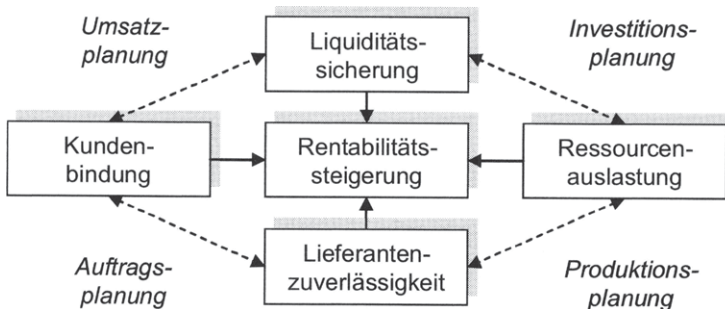 Umsatz-
planung
Liquiditäts-
sicherung
Investitions-
planung
Kunden-
bindung
Rentabilitäts-
steigerung
Ressourcen-
auslastung
Auftrags-
planung
Lieferanten-
zuverlässigkeit
Produktions-
planung